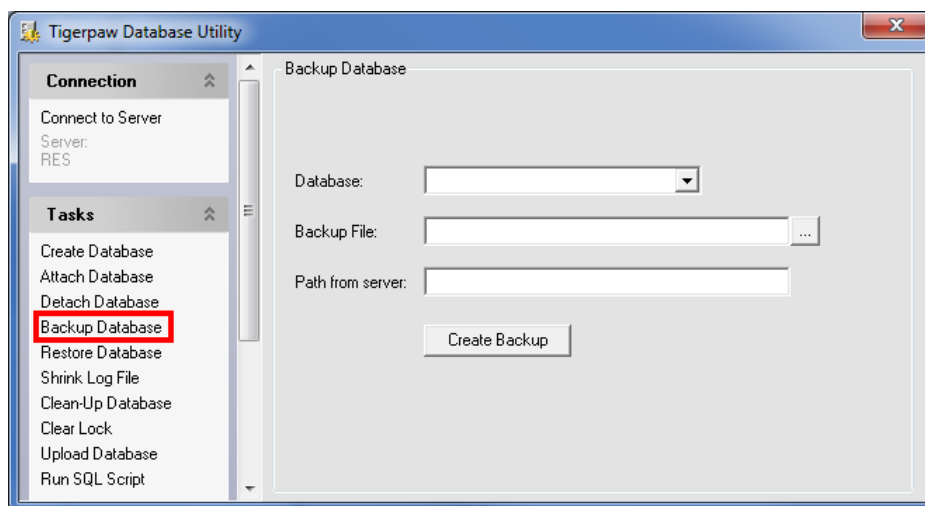 Tigerpaw Database Utility
Connection
Connect to Server
Server:
RES
Tasks
Create Database
Attach Database
Detach Database
Backup Database
Restore Database
Shrink Log File
Clean-Up Database
Clear Lock
Upload Database
Run SQL Script
Backup Database
Database:
Backup File:
...
Path from server:
Create Backup